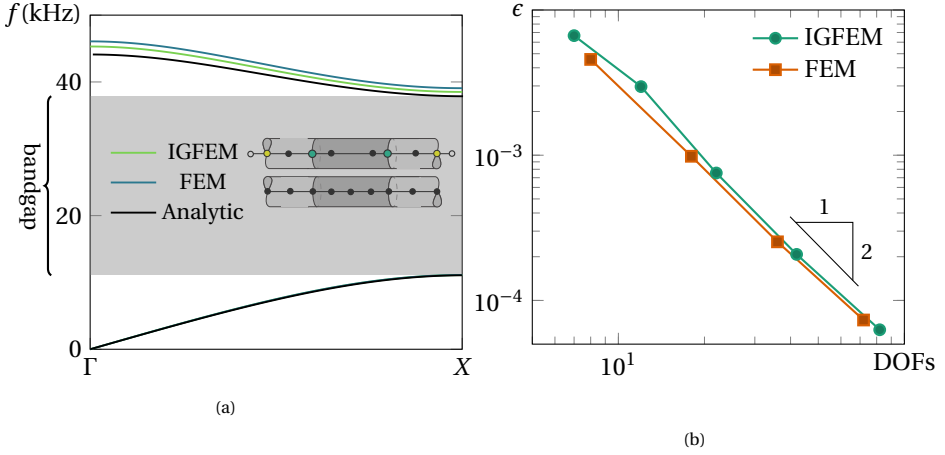 f (kHz)
40
20
0
bandgap
IGFEM
FEM
Analytic
Γ
X
(a)
ϵ
10⁻³
10⁻⁴
IGFEM
FEM
1
2
10¹
DOFs
(b)